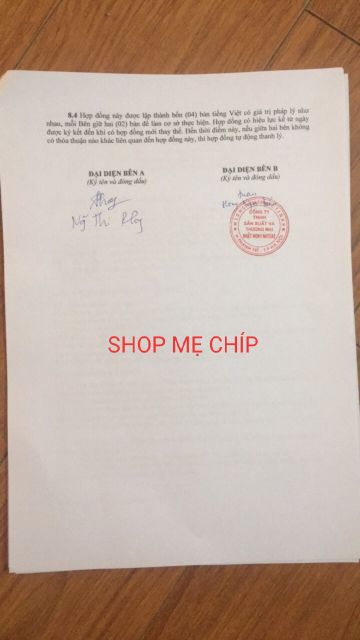 8.4 Hợp đồng này được lập thành bốn (04) bản tiếng Việt có giá trị pháp lý như
nhau, mỗi Bên giữ hai (02) bản để làm cơ sở thực hiện. Hợp đồng có hiệu lực kể từ ngày
được ký kết đến khi có hợp đồng mới thay thế. Đến thời điểm này, nếu giữa hai bên không
có thỏa thuận nào khác liên quan đến hợp đồng này, thì hợp đồng tự động thanh lý.
ĐẠI DIỆN BÊN A
(Ký tên và đóng dấu)
ĐẠI DIỆN BÊN B
(Ký tên và đóng dấu)
CÔNG TY
TNHH
SẢN XUẤT VÀ
THƯƠNG MẠI
SHOP MẸ CHÍP